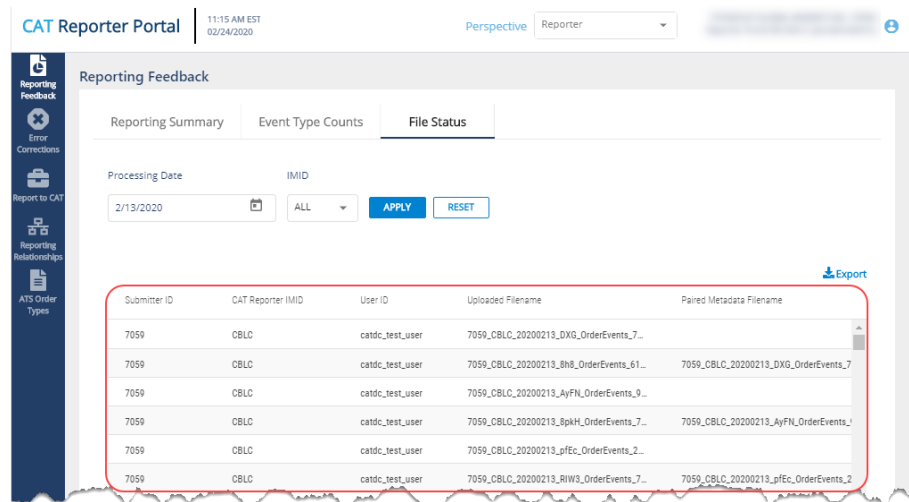 CAT Reporter Portal
11:15 AM EST
02/24/2020
Perspective
Reporter
Reporting
Feedback
Error
Corrections
Report to CAT
Reporting
Relationships
ATS Order
Types
Reporting Feedback
Reporting Summary Event Type Counts File Status
Processing Date IMID
2/13/2020 ALL APPLY RESET
Export
Submitter ID CAT Reporter IMID User ID Uploaded Filename Paired Metadata Filename
7059 CBLC catdc_test_user 7059_CBLC_20200213_DXG_OrderEvents_7...
7059 CBLC catdc_test_user 7059_CBLC_20200213_8h8_OrderEvents_61... 7059_CBLC_20200213_DXG_OrderEvents_7
7059 CBLC catdc_test_user 7059_CBLC_20200213_AyFN_OrderEvents_9...
7059 CBLC catdc_test_user 7059_CBLC_20200213_8pkH_OrderEvents_7... 7059_CBLC_20200213_AyFN_OrderEvents_
7059 CBLC catdc_test_user 7059_CBLC_20200213_pfEc_OrderEvents_2...
7059 CBLC catdc_test_user 7059_CBLC_20200213_RIW3_OrderEvents_7... 7059_CBLC_20200213_pfEc_OrderEvents_2